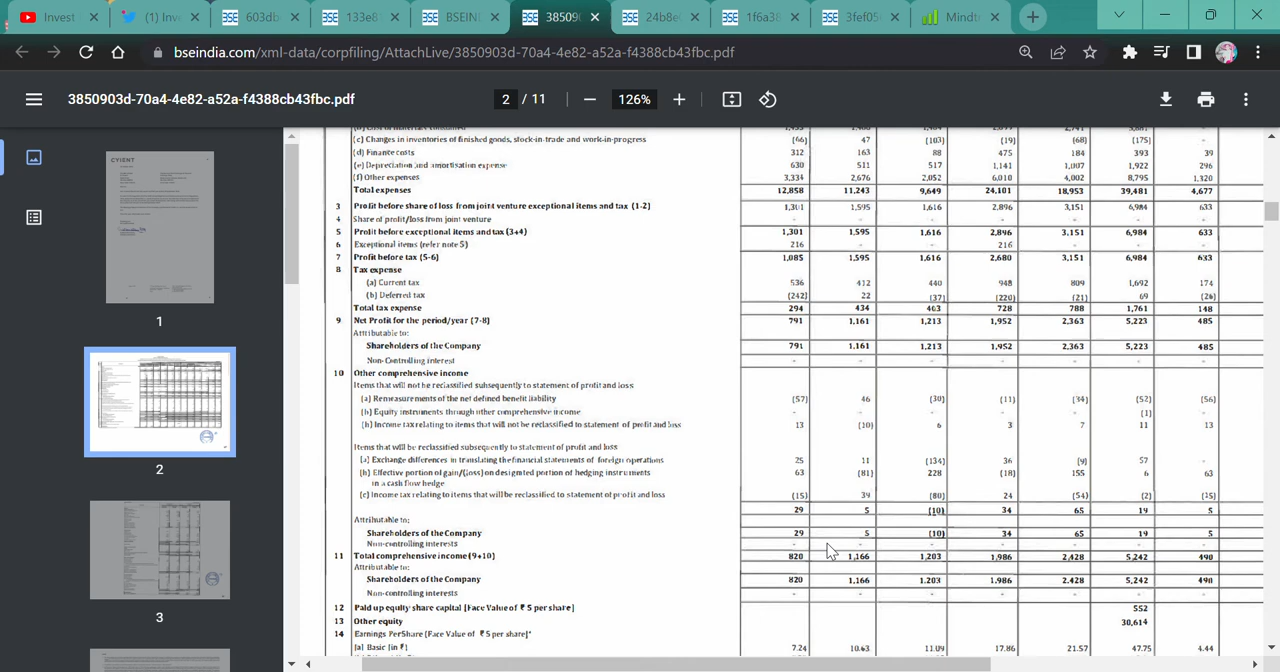 Invest
(1) Inv
603db
133e8
BSEIN
3850
24b8e
1f6a38
3fef05
Mindt
bseindia.com/xml-data/corpfiling/AttachLive/3850903d-70a4-4e82-a52a-f4388cb43fbc.pdf
3850903d-70a4-4e82-a52a-f4388cb43fbc.pdf 2 / 11 126%
CYIENT
1
2
3
(c) Changes in inventories of finished goods, stock-in-trade and work-in-progress (66) 47 (103) (19) (68) (175) -
(d) Finance costs 312 163 88 475 184 393 39
(e) Depreciation and amortisation expense 630 511 517 1,141 1,007 1,922 296
(f) Other expenses 3,334 2,676 2,052 6,010 4,002 8,795 1,320
Total expenses 12,858 11,243 9,649 24,101 18,953 39,481 4,677
3 Profit before share of loss from joint venture exceptional items and tax (1-2) 1,301 1,595 1,616 2,896 3,151 6,984 633
4 Share of profit/loss from joint venture - - - - - - -
5 Profit before exceptional items and tax (3+4) 1,301 1,595 1,616 2,896 3,151 6,984 633
6 Exceptional items (refer note 5) 216 - - 216 - - -
7 Profit before tax (5-6) 1,085 1,595 1,616 2,680 3,151 6,984 633
8 Tax expense
(a) Current tax 536 412 440 948 809 1,692 174
(b) Deferred tax (242) 22 (37) (220) (21) 69 (26)
Total tax expense 294 434 403 728 788 1,761 148
9 Net Profit for the period/year (7-8) 791 1,161 1,213 1,952 2,363 5,223 485
Attributable to:
Shareholders of the Company 791 1,161 1,213 1,952 2,363 5,223 485
Non-Controlling interest - - - - - - -
10 Other comprehensive income
Items that will not be reclassified subsequently to statement of profit and loss
(a) Remeasurements of the net defined benefit liability (57) 46 (30) (11) (34) (52) (56)
(b) Equity instruments through other comprehensive income - - - - - (1) -
(b) Income tax relating to items that will not be reclassified to statement of profit and loss 13 (10) 6 3 7 11 13
Items that will be reclassified subsequently to statement of profit and loss
(a) Exchange differences in translating the financial statements of foreign operations 25 11 (134) 36 (9) 57 -
(b) Effective portion of gain/(loss) on designated portion of hedging instruments 63 (81) 228 (18) 155 6 63
in a cash flow hedge
(c) Income tax relating to items that will be reclassified to statement of profit and loss (15) 39 (80) 24 (54) (2) (15)
29 5 (10) 34 65 19 5
Attributable to:
Shareholders of the Company 29 5 (10) 34 65 19 5
Non-controlling interests - - - - - - -
11 Total comprehensive income (9+10) 820 1,166 1,203 1,986 2,428 5,242 490
Attributable to:
Shareholders of the Company 820 1,166 1,203 1,986 2,428 5,242 490
Non-controlling interests - - - - - - -
12 Paid up equity share capital [Face Value of ₹ 5 per share] 552
13 Other equity 30,614
14 Earnings PerShare [Face Value of ₹ 5 per share]*
[a] Basic (in ₹) 7.24 10.63 11.09 17.86 21.57 47.75 4.44